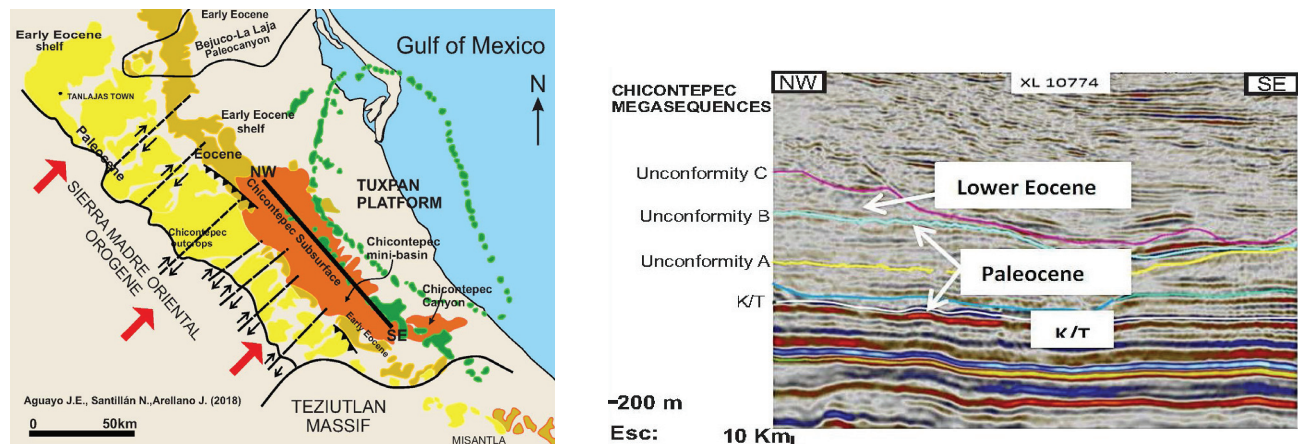 Early Eocene
Bejuco-La Laja
Paleocanyon
Early Eocene
shelf
Gulf of Mexico
N
TANLAJAS TOWN
Early Eocene
shelf
Paleocene
Eocene
NW
TUXPAN
PLATFORM
Chicontepec Subsurface
Chicontepec
outcrops
Chicontepec
mini-basin
SIERRA MADRE ORIENTAL
OROGENE
Chicontepec
Canyon
SE
Early Eocene
Aguayo J.E., Santillán N.,Arellano J. (2018)
0
50km
TEZIUTLAN
MASSIF
MISANTLA
CHICONTEPEC
MEGASEQUENCES
NW
XL 10774
SE
Unconformity C
Lower Eocene
Unconformity B
Unconformity A
Paleocene
K/T
K/T
-200 m
Esc:
10 Km